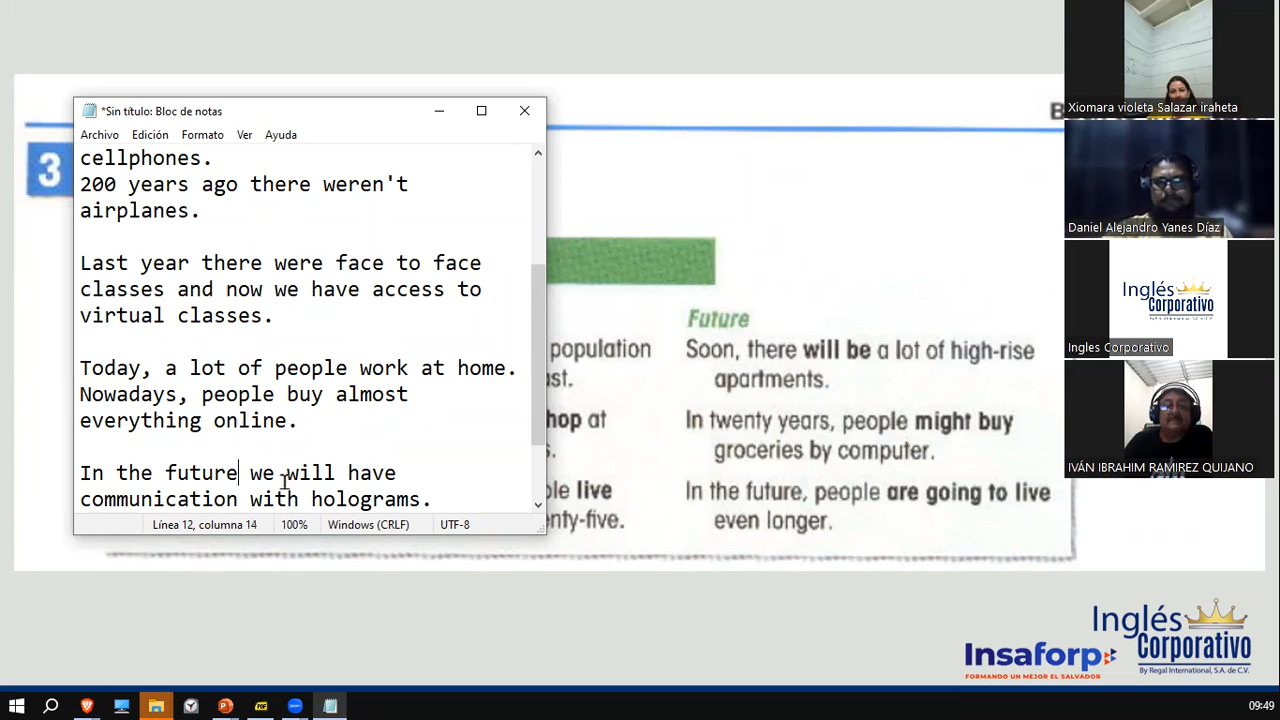 *Sin título: Bloc de notas
Archivo Edición Formato Ver Ayuda
cellphones.
200 years ago there weren't
airplanes.
Last year there were face to face
classes and now we have access to
virtual classes.
Today, a lot of people work at home.
Nowadays, people buy almost
everything online.
In the future we will have
communication with holograms.
Línea 12, columna 14 100% Windows (CRLF) UTF-8
3
population
hop at
le live
nty-five.
Future
Soon, there will be a lot of high-rise
apartments.
In twenty years, people might buy
groceries by computer.
In the future, people are going to live
even longer.
Xiomara violeta Salazar iraheta
Daniel Alejandro Yanes Díaz
Inglés
Corporativo
Ingles Corporativo
IVÁN IBRAHIM RAMIREZ QUIJANO
Insaforp
FORMANDO UN MEJOR EL SALVADOR
Inglés
Corporativo
By Regal International, S.A. de C.V.
09:49